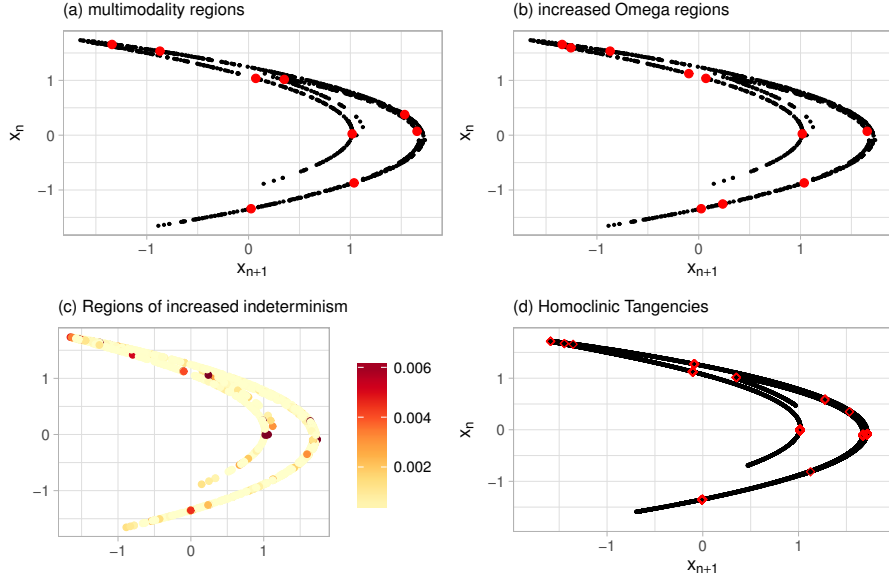 (a) multimodality regions
(b) increased Omega regions
1
0
−1
x_n
−1
0
1
x_{n+1}
1
0
−1
x_n
−1
0
1
x_{n+1}
(c) Regions of increased indeterminism
(d) Homoclinic Tangencies
1
0
−1
−1
0
1
0.006
0.004
0.002
1
0
−1
x_n
−1
0
1
x_{n+1}